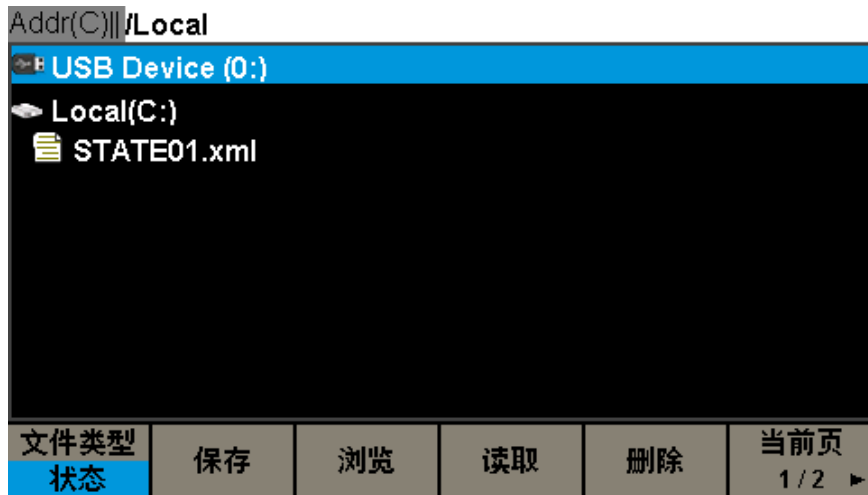 Addr(C)|| /Local
USB Device (0:)
Local(C:)
STATE01.xml
文件类型
状态
保存
浏览
读取
删除
当前页
1/2 ►